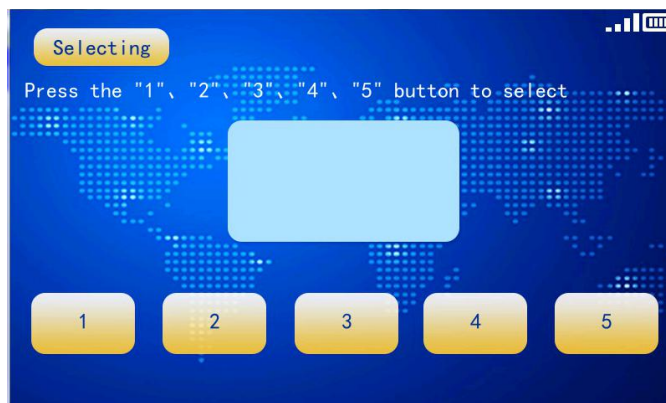 Selecting
Press the "1"、"2"、"3"、"4"、"5" button to select
1 2 3 4 5